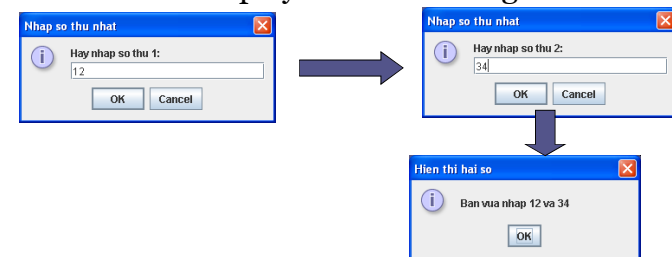 Nhap so thu nhat
Hay nhap so thu 1:
12
OK Cancel
Nhap so thu nhat
Hay nhap so thu 2:
34
OK Cancel
Hien thi hai so
Ban vua nhap 12 va 34
OK